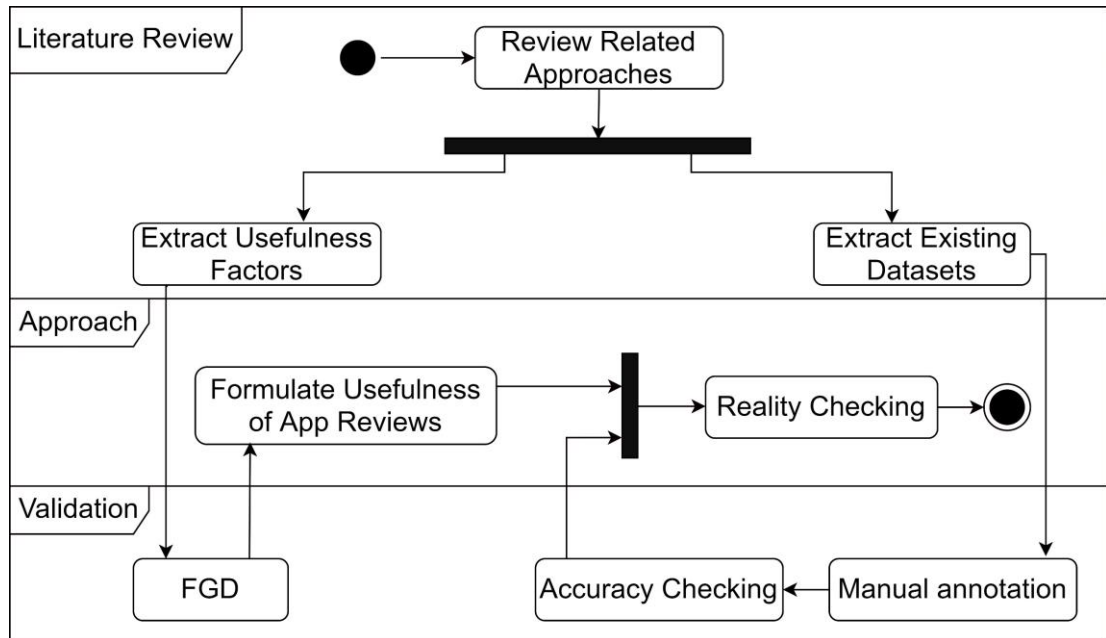 Literature Review
Review Related
Approaches
Extract Usefulness
Factors
Extract Existing
Datasets
Approach
Formulate Usefulness
of App Reviews
Reality Checking
Validation
FGD
Accuracy Checking
Manual annotation